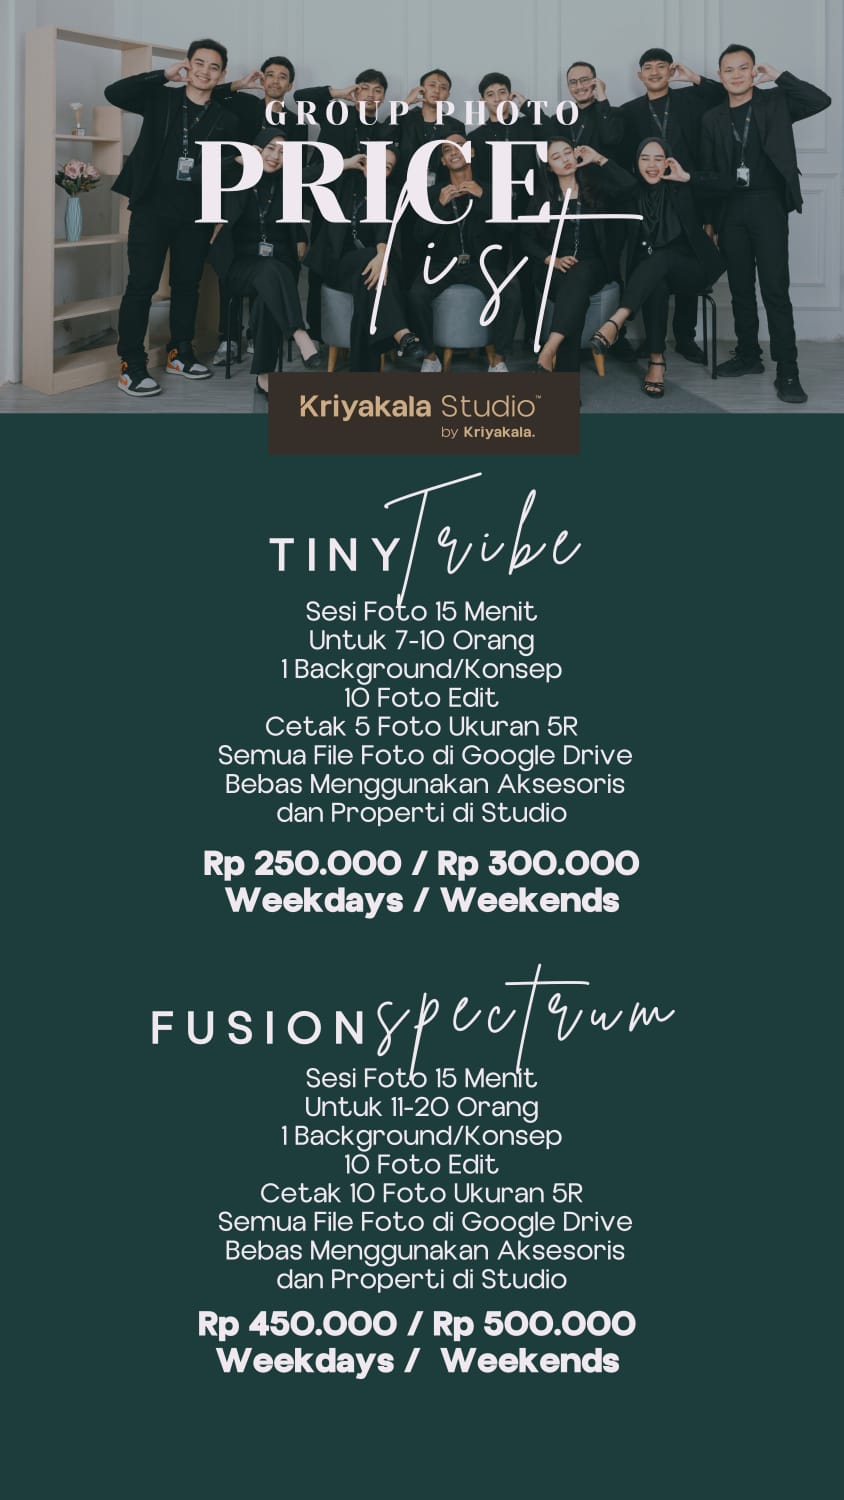 GROUP PHOTO
PRICE
list
Kriyakala Studio™
by Kriyakala.
TINY Tribe
Sesi Foto 15 Menit
Untuk 7-10 Orang
1 Background/Konsep
10 Foto Edit
Cetak 5 Foto Ukuran 5R
Semua File Foto di Google Drive
Bebas Menggunakan Aksesoris
dan Properti di Studio
Rp 250.000 / Rp 300.000
Weekdays / Weekends
FUSION spectrum
Sesi Foto 15 Menit
Untuk 11-20 Orang
1 Background/Konsep
10 Foto Edit
Cetak 10 Foto Ukuran 5R
Semua File Foto di Google Drive
Bebas Menggunakan Aksesoris
dan Properti di Studio
Rp 450.000 / Rp 500.000
Weekdays / Weekends